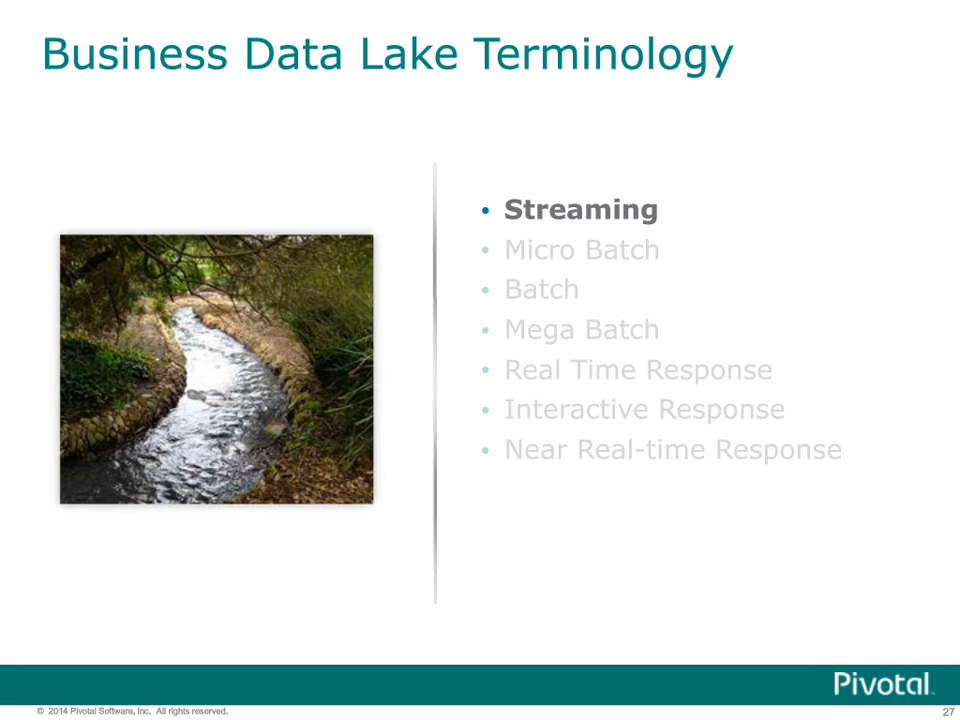 Business Data Lake Terminology
• Streaming
• Micro Batch
• Batch
• Mega Batch
• Real Time Response
• Interactive Response
• Near Real-time Response
Pivotal™
© 2014 Pivotal Software, Inc. All rights reserved.
27